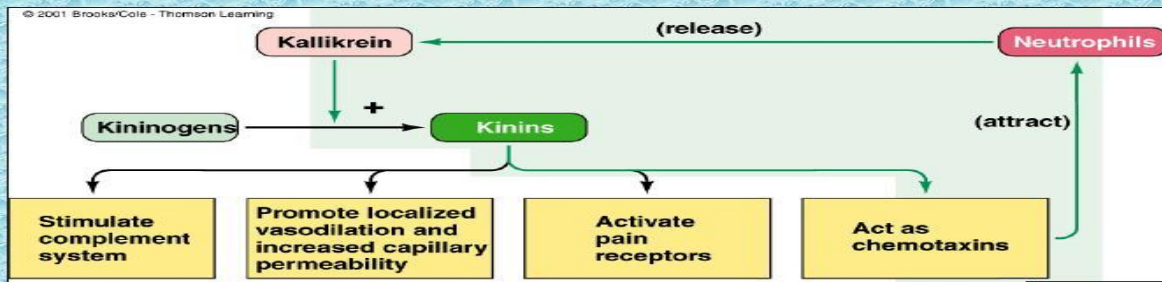 © 2001 Brooks/Cole - Thomson Learning
Kallikrein
(release)
Neutrophils
+
Kininogens
Kinins
(attract)
Stimulate
complement
system
Promote localized
vasodilation and
increased capillary
permeability
Activate
pain
receptors
Act as
chemotaxins